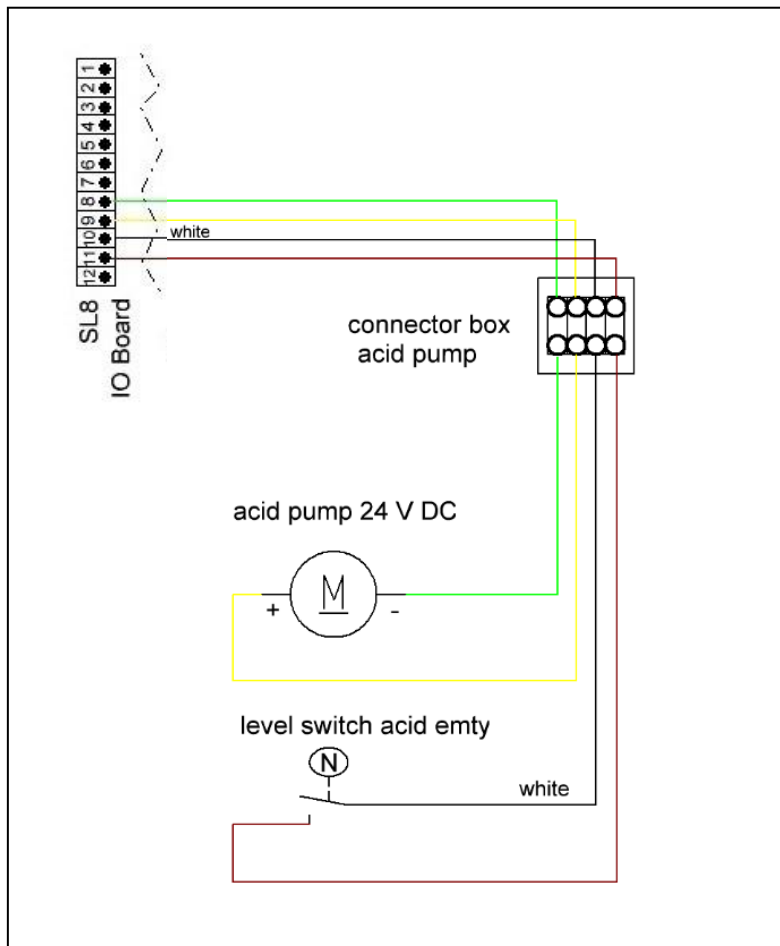 1
2
3
4
5
6
7
8
9
10
11
12
SL8
IO Board
white
connector box
acid pump
acid pump 24 V DC
M
+
-
level switch acid emty
N
white